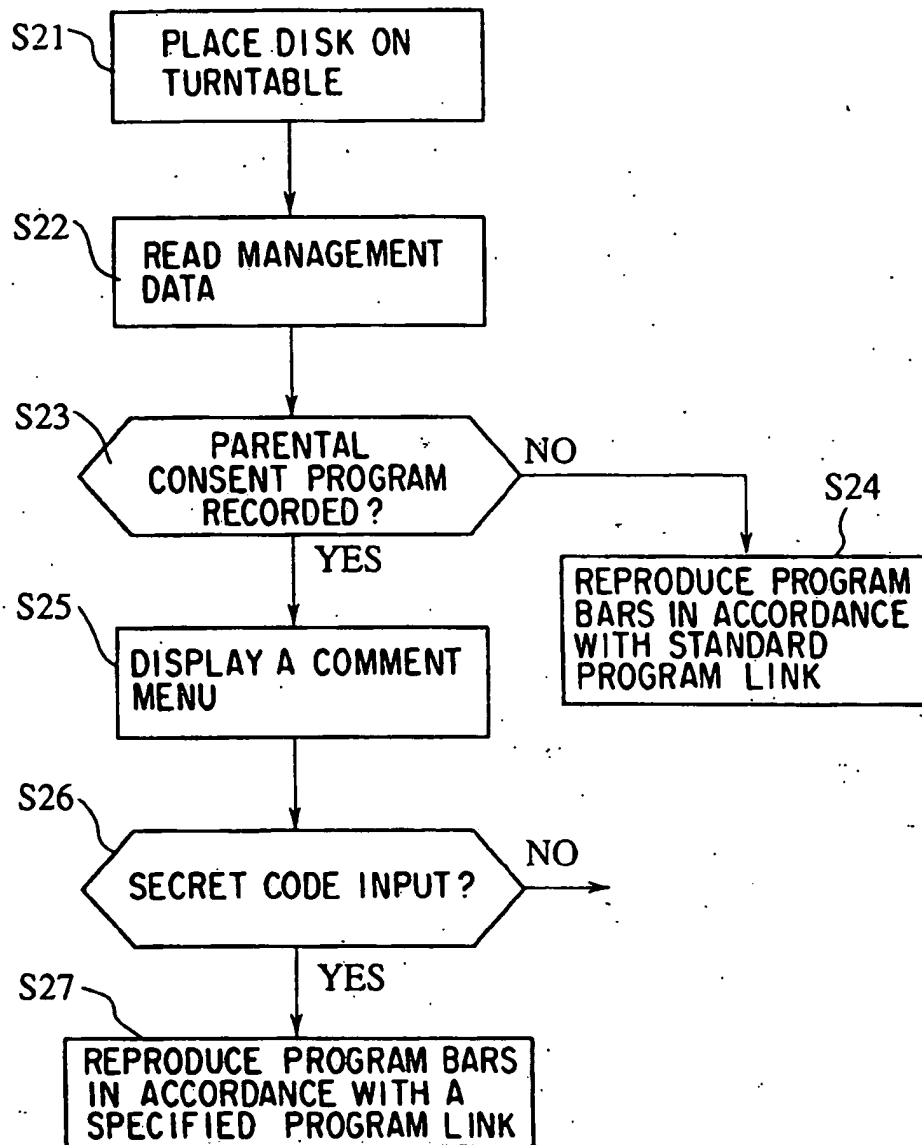 S21
PLACE DISK ON
TURNTABLE
S22
READ MANAGEMENT
DATA
S23
PARENTAL
CONSENT PROGRAM
RECORDED?
NO
YES
S24
REPRODUCE PROGRAM
BARS IN ACCORDANCE
WITH STANDARD
PROGRAM LINK
S25
DISPLAY A COMMENT
MENU
S26
SECRET CODE INPUT?
NO
YES
S27
REPRODUCE PROGRAM BARS
IN ACCORDANCE WITH A
SPECIFIED PROGRAM LINK